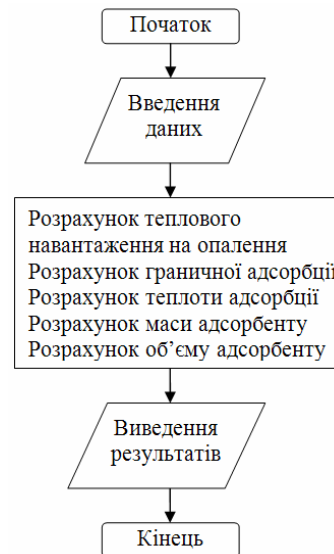 Початок
Введення
даних
Розрахунок теплового
навантаження на опалення
Розрахунок граничної адсорбції
Розрахунок теплоти адсорбції
Розрахунок маси адсорбенту
Розрахунок об’єму адсорбенту
Виведення
результатів
Кінець